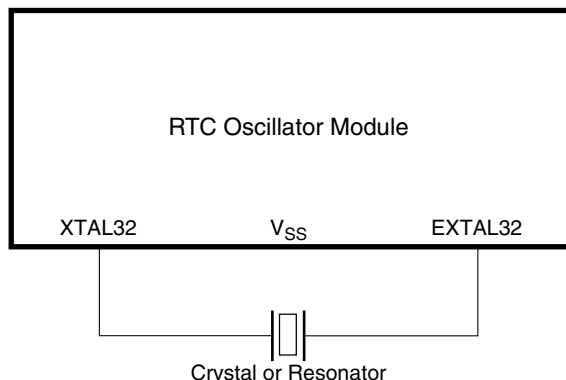 RTC Oscillator Module
XTAL32 VSS EXTAL32
Crystal or Resonator